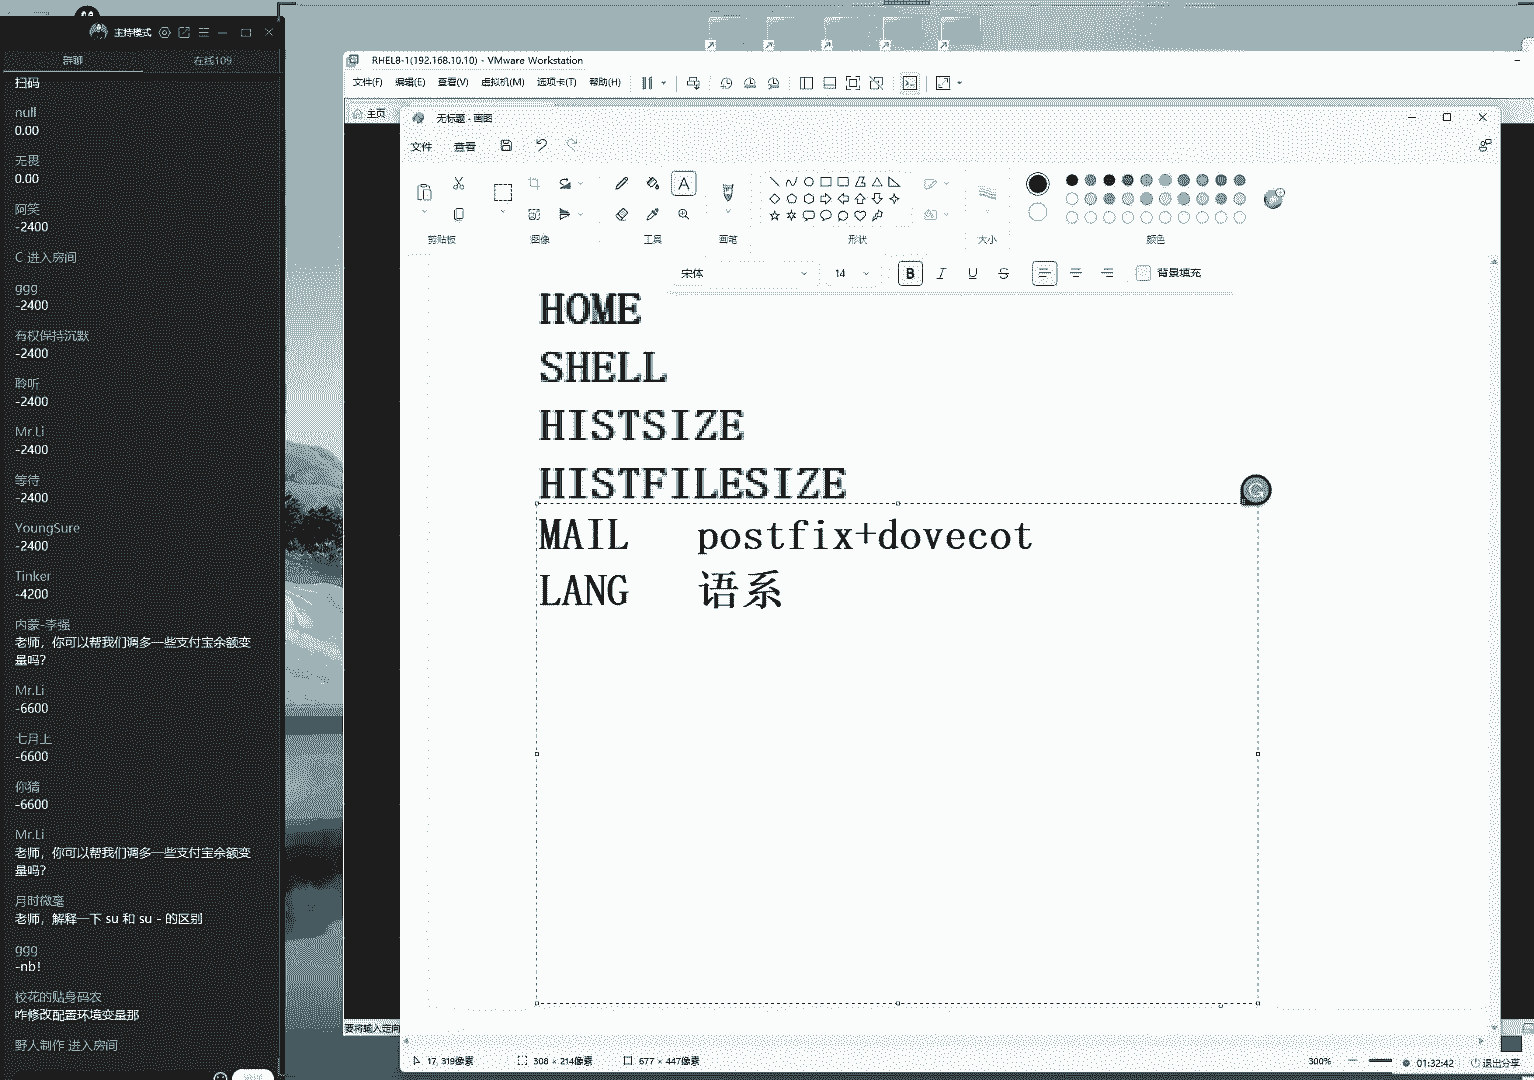 主持模式
群聊
在线109
扫码
null
0.00
无畏
0.00
阿笑
-2400
C 进入房间
ggg
-2400
有权保持沉默
-2400
聆听
-2400
Mr.Li
-2400
等待
-2400
YoungSure
-2400
Tinker
-4200
内蒙-李强
老师，你可以帮我们调多一些支付宝余额变
量吗？
Mr.Li
-6600
七月上
-6600
你猜
-6600
Mr.Li
老师，你可以帮我们调多一些支付宝余额变
量吗？
月时微毫
老师，解释一下 su 和 su - 的区别
ggg
-nb!
校花的贴身码农
咋修改配置环境变量那
野人制作 进入房间
RHEL8-1(192.168.10.10) - VMware Workstation
文件(F) 编辑(E) 查看(V) 虚拟机(M) 选项卡(T) 帮助(H)
主页
无标题 - 画图
文件 查看
剪贴板 图像 工具 画笔 形状 大小 颜色
宋体 14 B I U S 背景填充
HOME
SHELL
HISTSIZE
HISTFILESIZE
MAIL postfix+dovecot
LANG 语系
要将输入定向
17, 319像素 308 × 214像素 677 × 447像素 300% 01:32:42 退出分享